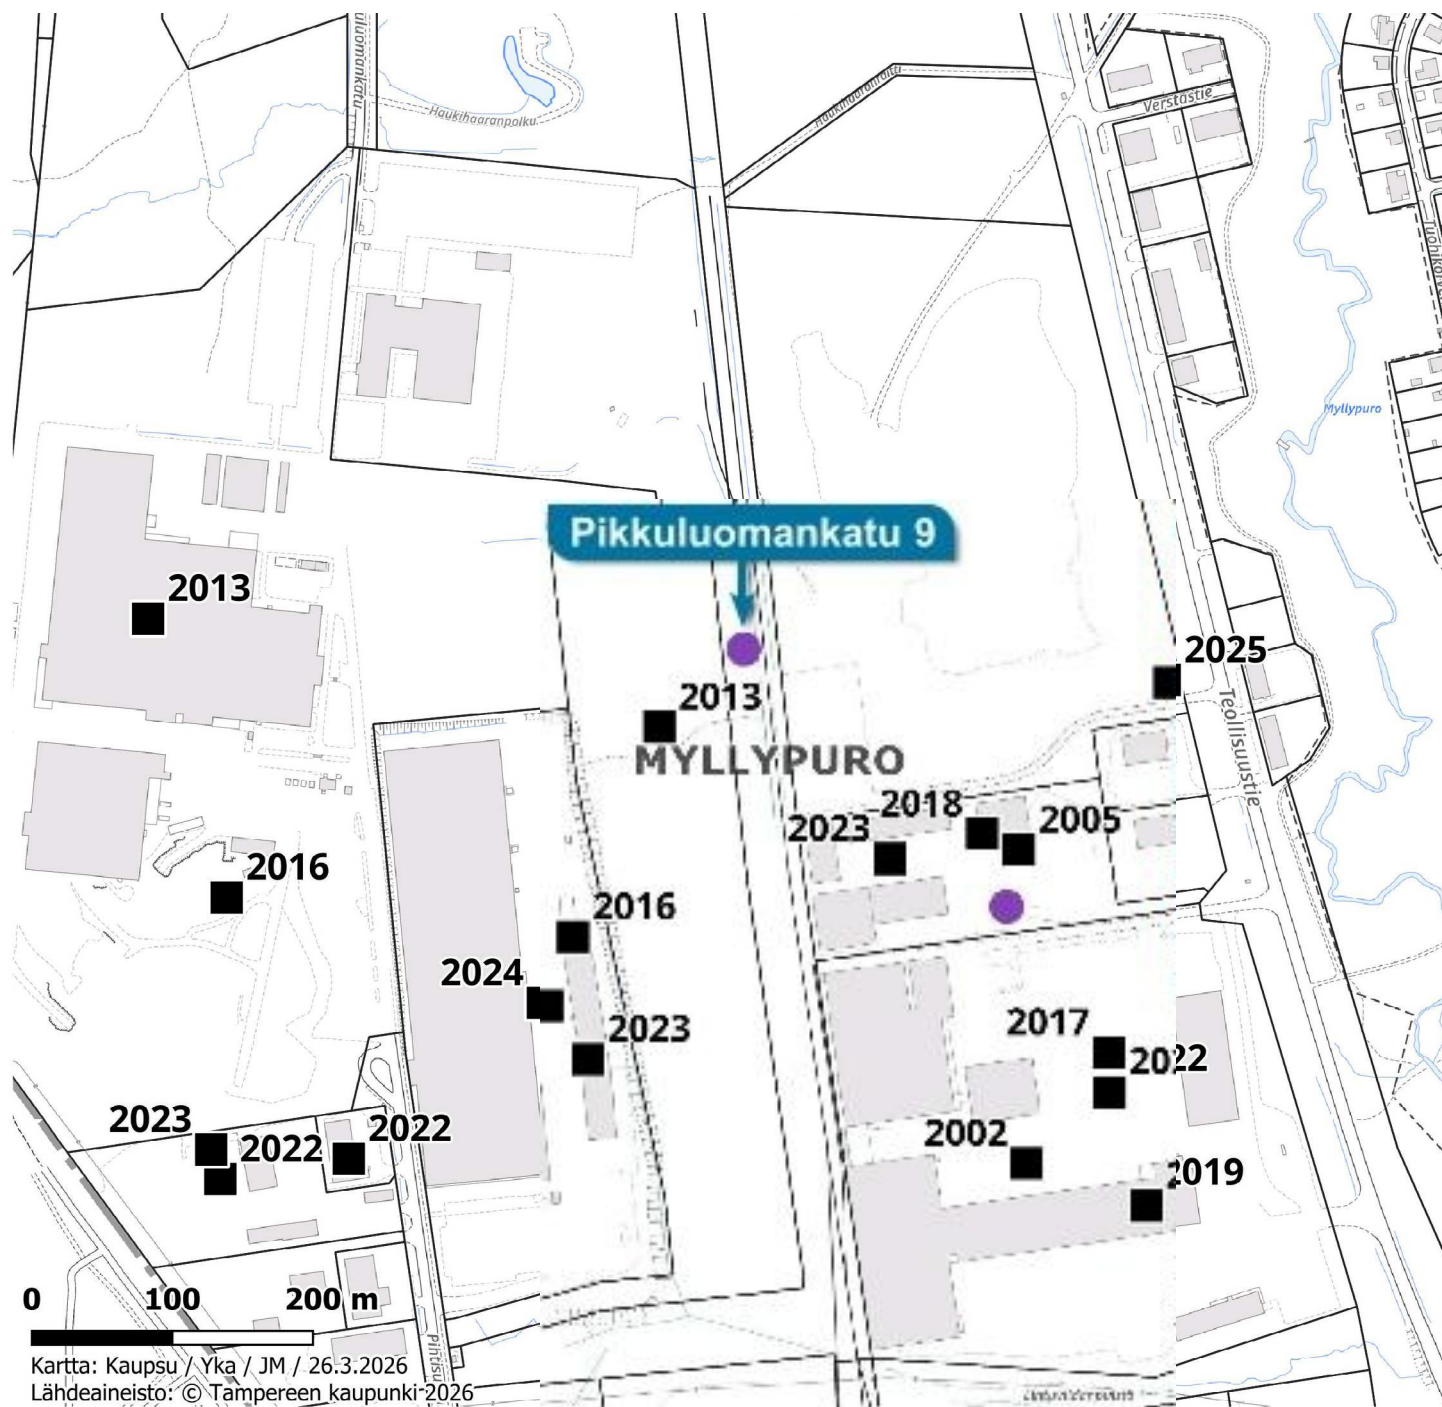 uluomankatu
Haukihaaranpolku
Haukihaaranraitti
Verstastie
Myllypuro
Pikkuluomankatu 9
2013
2025
2013
Teollisuustie
MYLLYPURO
2018
2005
2023
2016
2016
2024
2017
2023
2022
2023
2022
2022
2002
2019
0 100 200 m
Kartta: Kaupsu / Yka / JM / 26.3.2026
Lähdeaineisto: © Tampereen kaupunki 2026